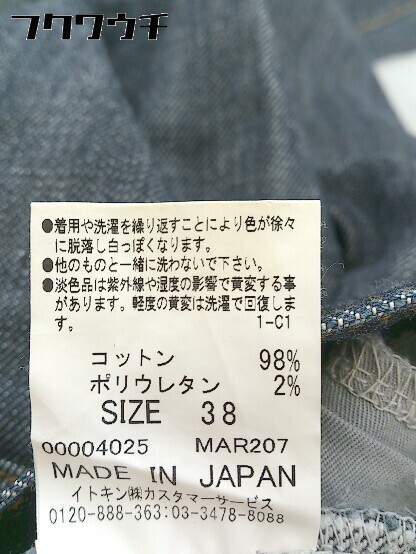 フクワウチ
●着用や洗濯を繰り返すことにより色が徐々
に脱落し白っぽくなります。
●他のものと一緒に洗わないで下さい。
●淡色品は紫外線や湿度の影響で黄変する事
があります。軽度の黄変は洗濯で回復しま
す。
1-C1
コットン 98%
ポリウレタン 2%
SIZE 38
00004025 MAR207
MADE IN JAPAN
イトキン㈱カスタマーサービス
0120-888-363:03-3478-8088